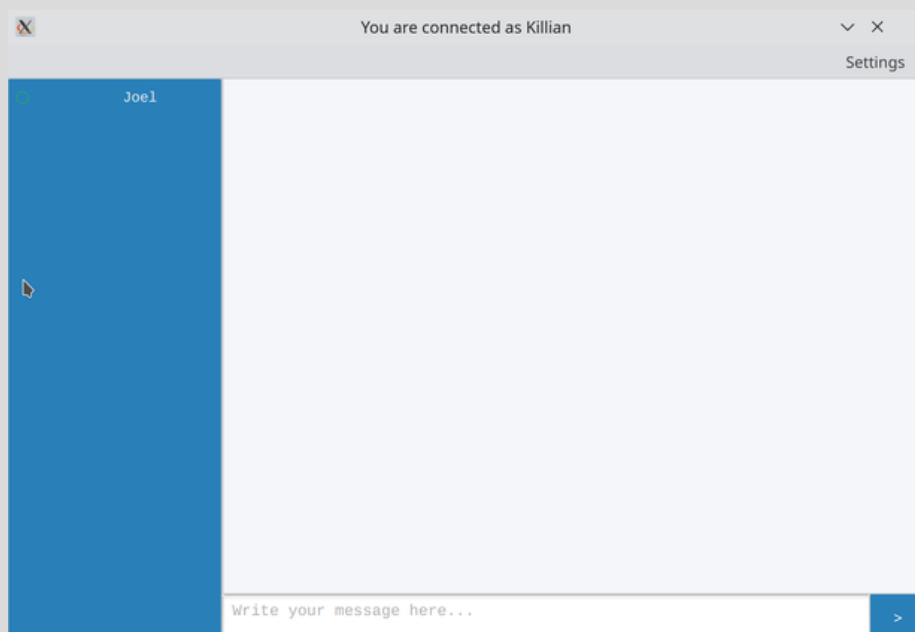 You are connected as Killian
Settings
Joel
Write your message here...
>